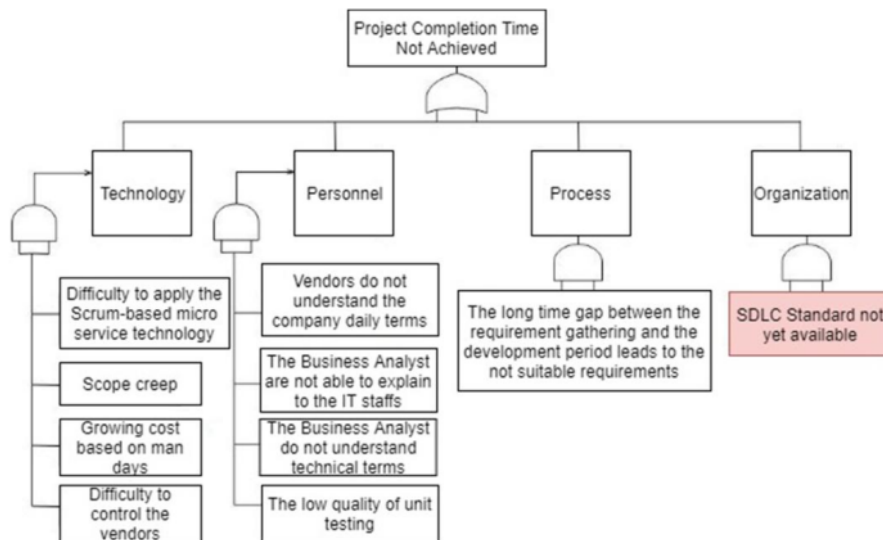 Project Completion Time
Not Achieved
Technology
Personnel
Process
Organization
Difficulty to apply the
Scrum-based micro
service technology
Scope creep
Growing cost
based on man
days
Difficulty to
control the
vendors
Vendors do not
understand the
company daily terms
The Business Analyst
are not able to explain
to the IT staffs
The Business Analyst
do not understand
technical terms
The low quality of unit
testing
The long time gap between the
requirement gathering and the
development period leads to the
not suitable requirements
SDLC Standard not
yet available